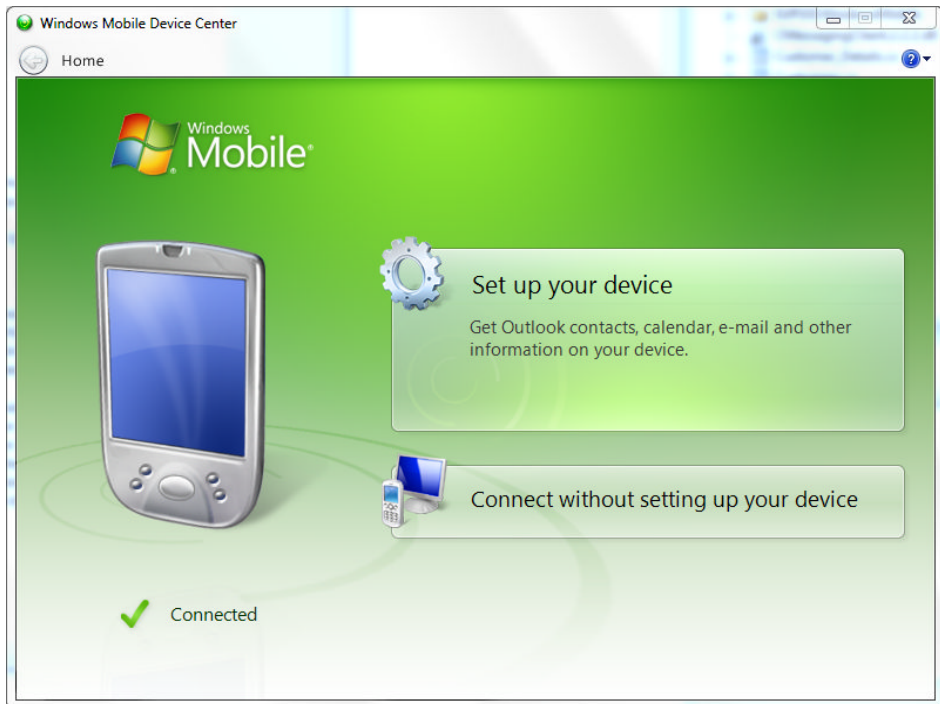 Windows Mobile Device Center
Home
Windows
Mobile
Set up your device
Get Outlook contacts, calendar, e-mail and other
information on your device.
Connect without setting up your device
Connected